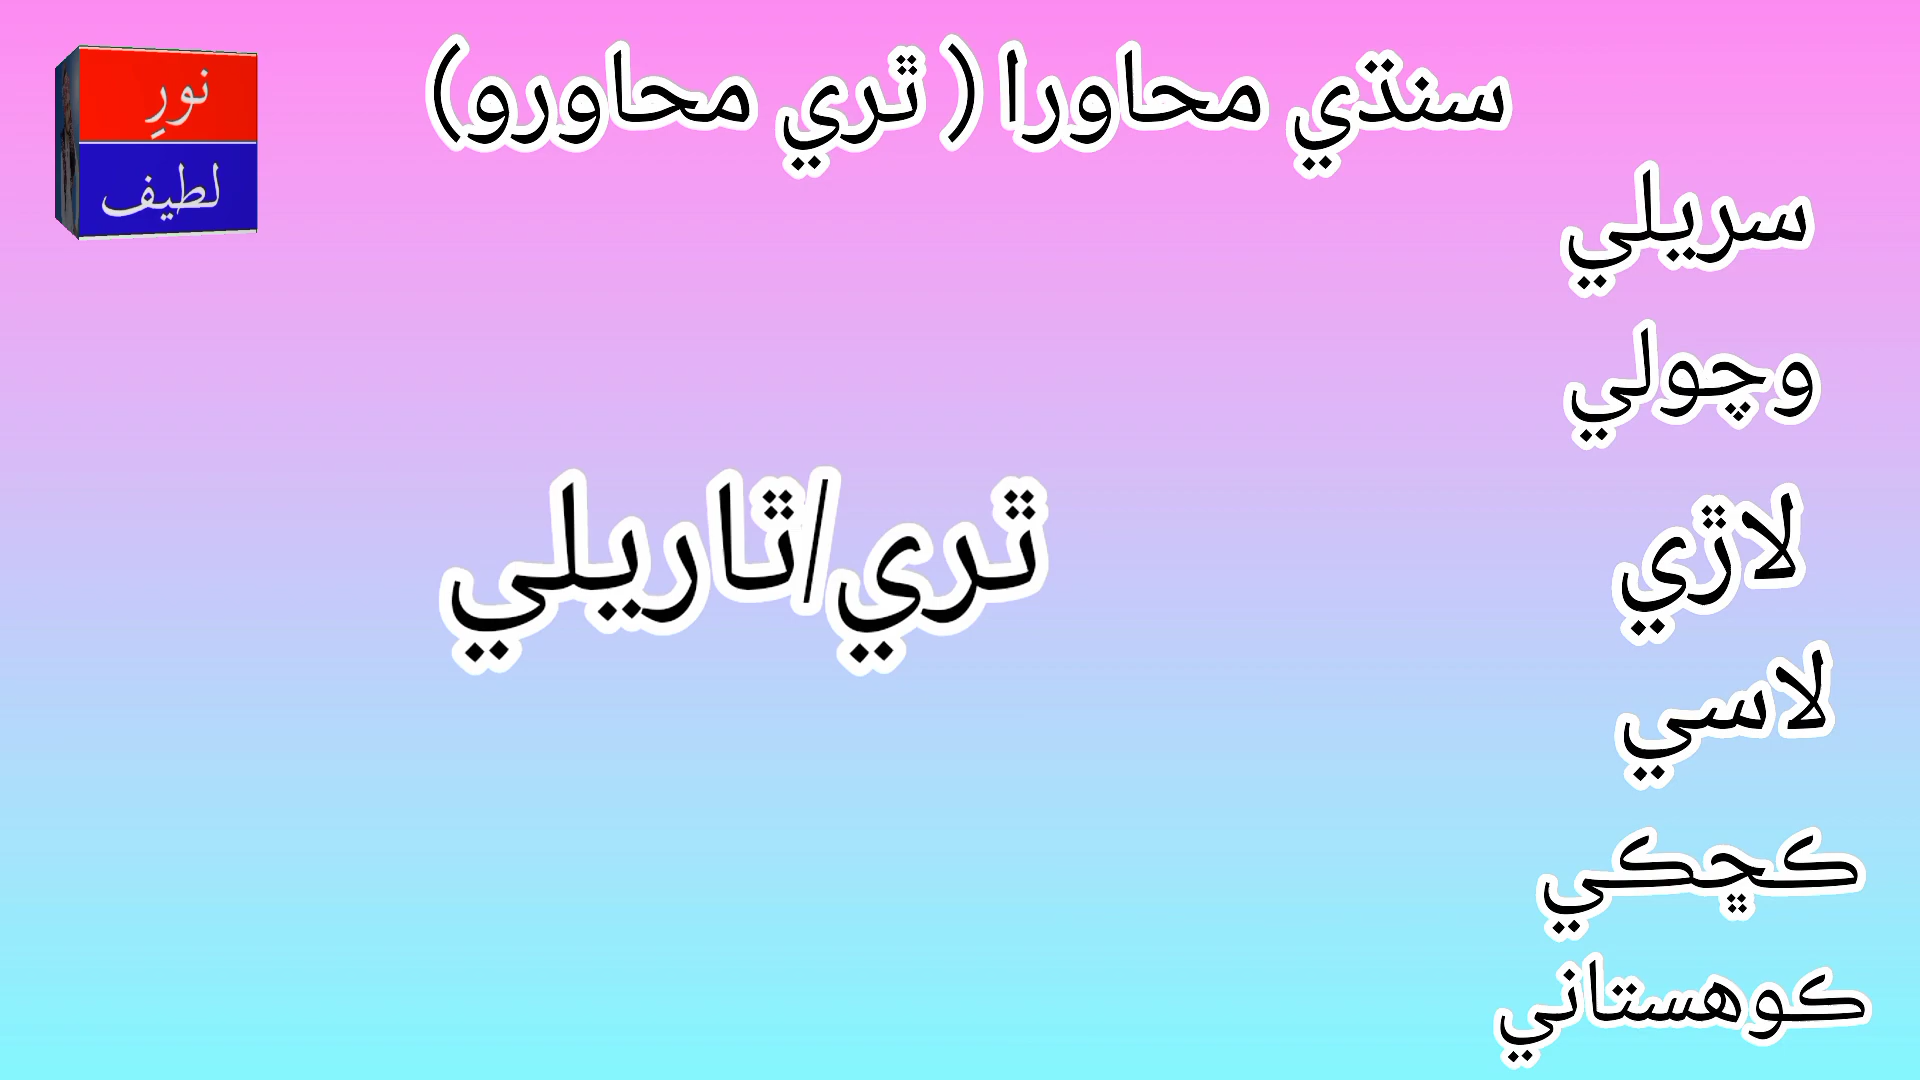 سنڌي محاورا ( ٿري محاورو)
نورِ
لطيف
سريلي
وچولي
ٿري/ٿاريلي
لاڙي
لاسي
ڪڇڪي
ڪوهستاني